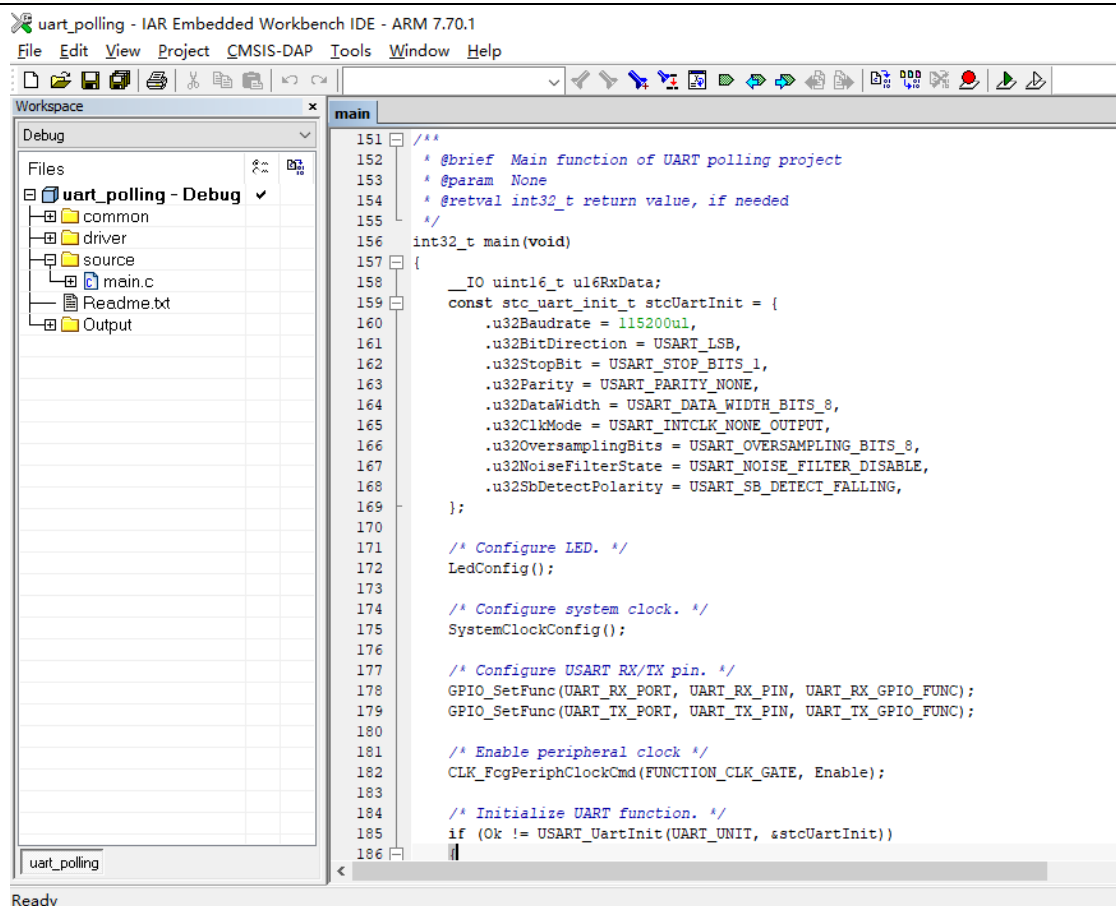 uart_polling - IAR Embedded Workbench IDE - ARM 7.70.1
File Edit View Project CMSIS-DAP Tools Window Help
Workspace
Debug
Files
uart_polling - Debug
common
driver
source
main.c
Readme.txt
Output
uart_polling
main
151 /**
152 * @brief Main function of UART polling project
153 * @param None
154 * @retval int32_t return value, if needed
155 */
156 int32_t main(void)
157 {
158 __IO uint16_t u16RxData;
159 const stc_uart_init_t stcUartInit = {
160 .u32Baudrate = 115200ul,
161 .u32BitDirection = USART_LSB,
162 .u32StopBit = USART_STOP_BITS_1,
163 .u32Parity = USART_PARITY_NONE,
164 .u32DataWidth = USART_DATA_WIDTH_BITS_8,
165 .u32ClkMode = USART_INTCLK_NONE_OUTPUT,
166 .u32OversamplingBits = USART_OVERSAMPLING_BITS_8,
167 .u32NoiseFilterState = USART_NOISE_FILTER_DISABLE,
168 .u32SbDetectPolarity = USART_SB_DETECT_FALLING,
169 };
170
171 /* Configure LED. */
172 LedConfig();
173
174 /* Configure system clock. */
175 SystemClockConfig();
176
177 /* Configure USART RX/TX pin. */
178 GPIO_SetFunc(UART_RX_PORT, UART_RX_PIN, UART_RX_GPIO_FUNC);
179 GPIO_SetFunc(UART_TX_PORT, UART_TX_PIN, UART_TX_GPIO_FUNC);
180
181 /* Enable peripheral clock */
182 CLK_FcgPeriphClockCmd(FUNCTION_CLK_GATE, Enable);
183
184 /* Initialize UART function. */
185 if (Ok != USART_UartInit(UART_UNIT, &stcUartInit))
186 {
Ready